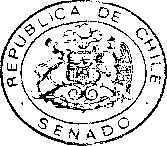 REPUBLICA DE CHILE
SENADO